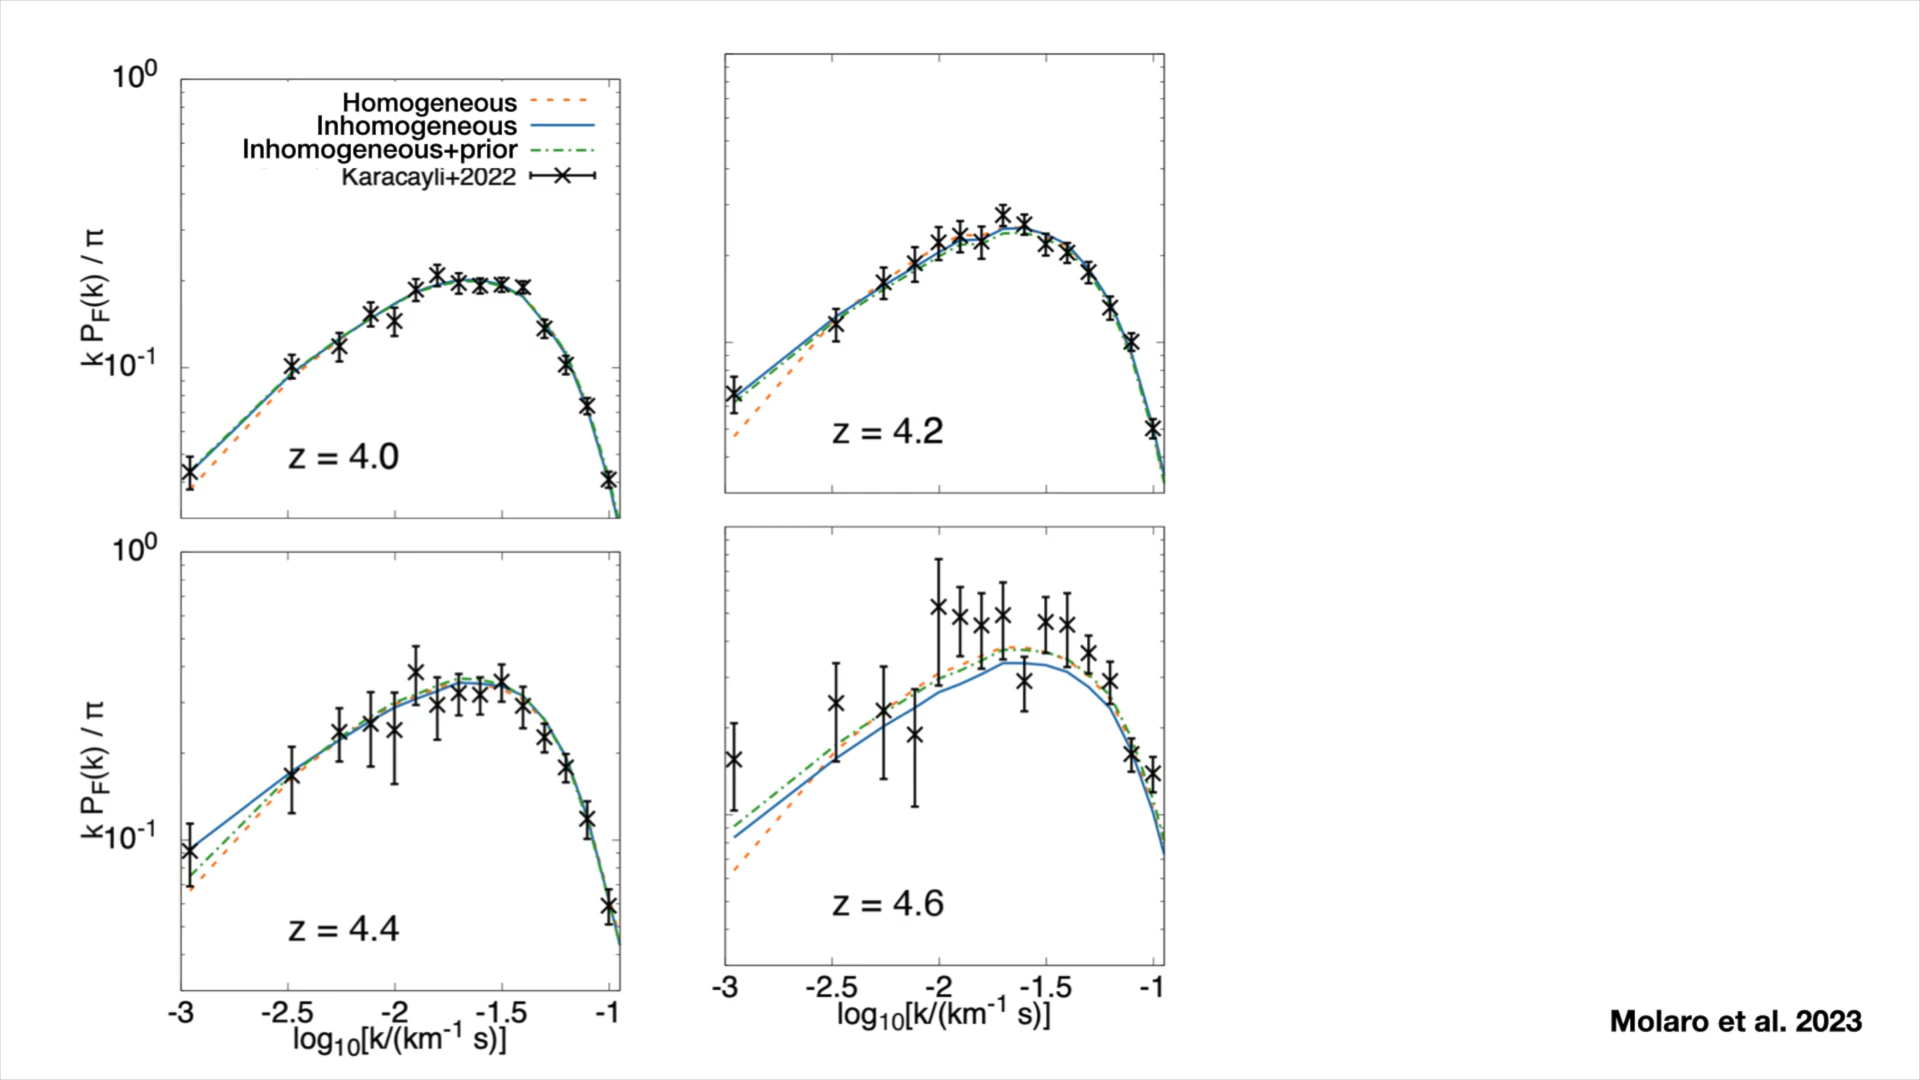 10^0
Homogeneous
Inhomogeneous
Inhomogeneous+prior
Karacayli+2022
k P_F(k) / π
10^-1
z = 4.0
z = 4.2
10^0
k P_F(k) / π
10^-1
z = 4.4
-3 -2.5 -2 -1.5 -1
log_10[k/(km^-1 s)]
z = 4.6
-3 -2.5 -2 -1.5 -1
log_10[k/(km^-1 s)]
Molaro et al. 2023